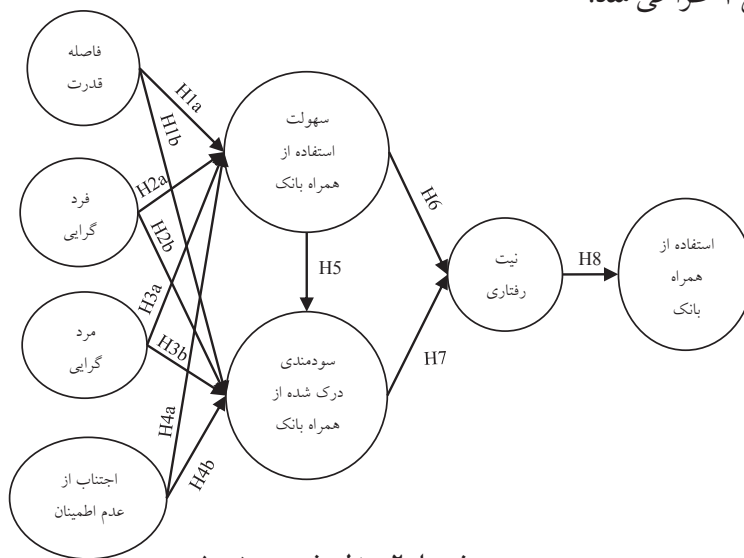 فاصله
قدرت
H1a
H1b
سهولت
استفاده از
همراه بانک
فرد
گرایی
H2a
H2b
H6
نیت
رفتاری
H8
استفاده از
همراه
بانک
H5
مرد
گرایی
H3a
H3b
سودمندی
درک شده از
همراه بانک
H7
اجتناب از
عدم اطمینان
H4a
H4b